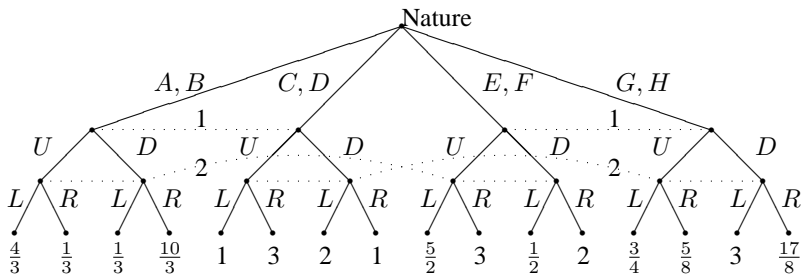 Nature
A, B C, D E, F G, H
1 1
U D U D U D U D
2 2
L R L R L R L R L R L R L R L R
4/3 1/3 1/3 10/3 1 3 2 1 5/2 3 1/2 2 3/4 5/8 3 17/8